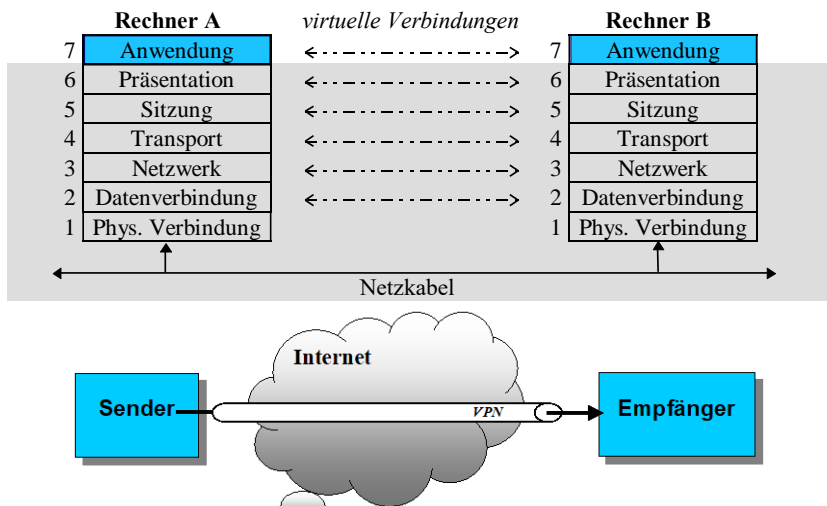 Rechner A virtuelle Verbindungen Rechner B
7 Anwendung 7 Anwendung
6 Präsentation 6 Präsentation
5 Sitzung 5 Sitzung
4 Transport 4 Transport
3 Netzwerk 3 Netzwerk
2 Datenverbindung 2 Datenverbindung
1 Phys. Verbindung 1 Phys. Verbindung
Netzkabel
Internet
Sender VPN Empfänger